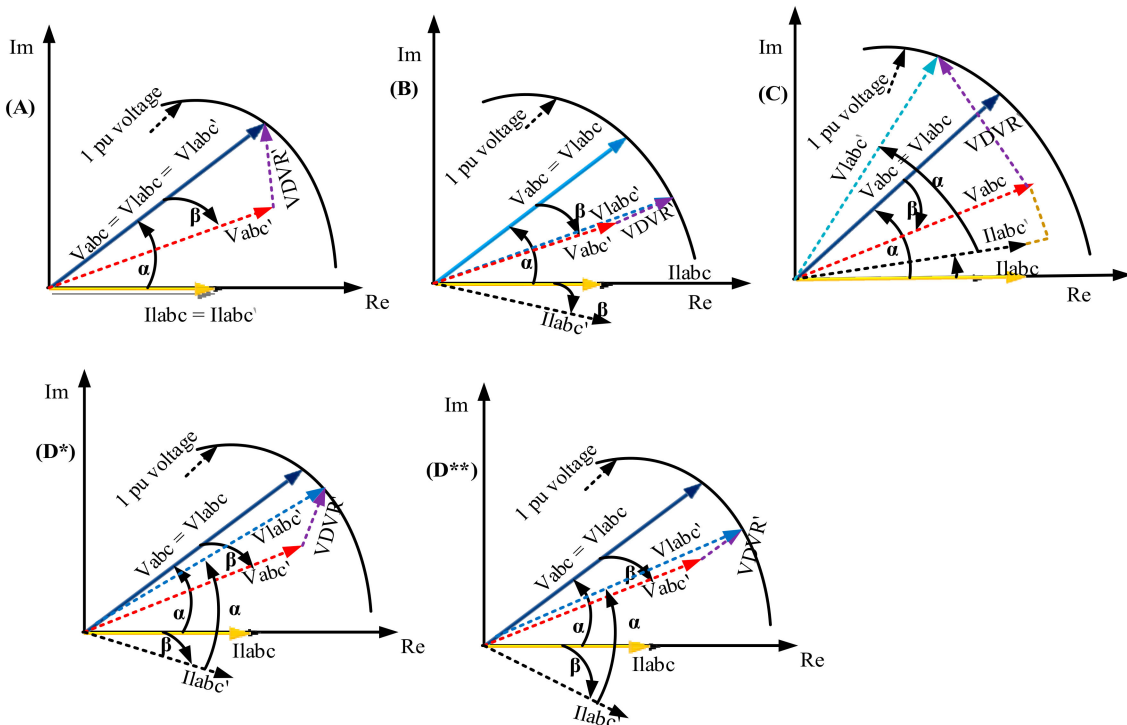 (A)
Im
1 pu voltage
Vabc = Vlabc = Vlabc'
VDVR'
β
Vabc'
α
Re
Ilabc = Ilabc'
(B)
Im
1 pu voltage
Vabc = Vlabc
β
Vlabc'
Vabc'
VDVR'
α
Ilabc
Re
β
Ilabc'
β
(C)
Im
1 pu voltage
Vlabc'
Vabc = Vlabc
VDVR
α
β
Vabc
α
Ilabc'
Ilabc
Re
(D*)
Im
1 pu voltage
Vabc = Vlabc
Vlabc'
VDVR'
β
Vabc'
α
α
β
Ilabc
Re
Ilabc'
(D**)
Im
1 pu voltage
Vabc = Vlabc
Vlabc'
VDVR'
β
Vabc'
α
α
β
Ilabc
Re
Ilabc'